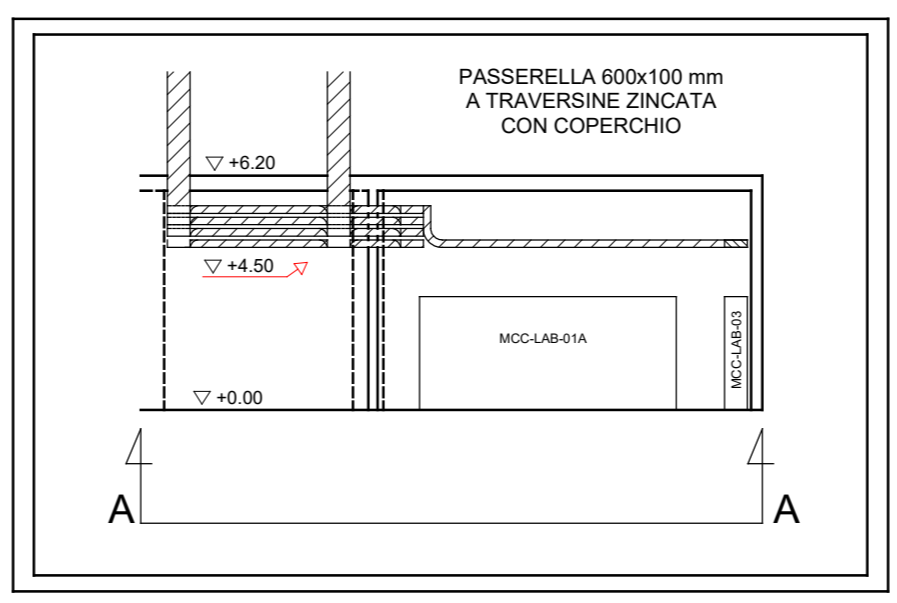 PASSERELLA 600x100 mm
A TRAVERSINE ZINCATA
CON COPERCHIO
+6.20
+4.50
MCC-LAB-01A
MCC-LAB-03
+0.00
A
A